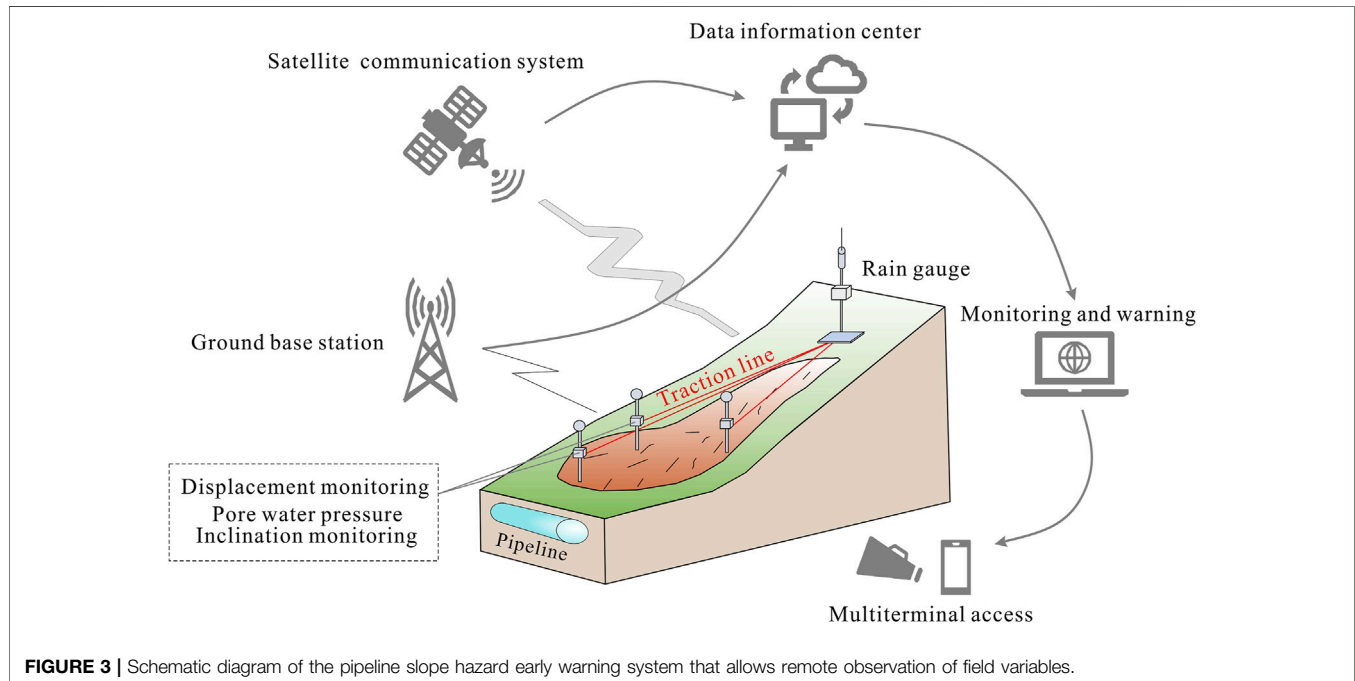 Data information center
Satellite communication system
Rain gauge
Monitoring and warning
Ground base station
Traction line
Displacement monitoring
Pore water pressure
Inclination monitoring
Pipeline
Multiterminal access
FIGURE 3 | Schematic diagram of the pipeline slope hazard early warning system that allows remote observation of field variables.